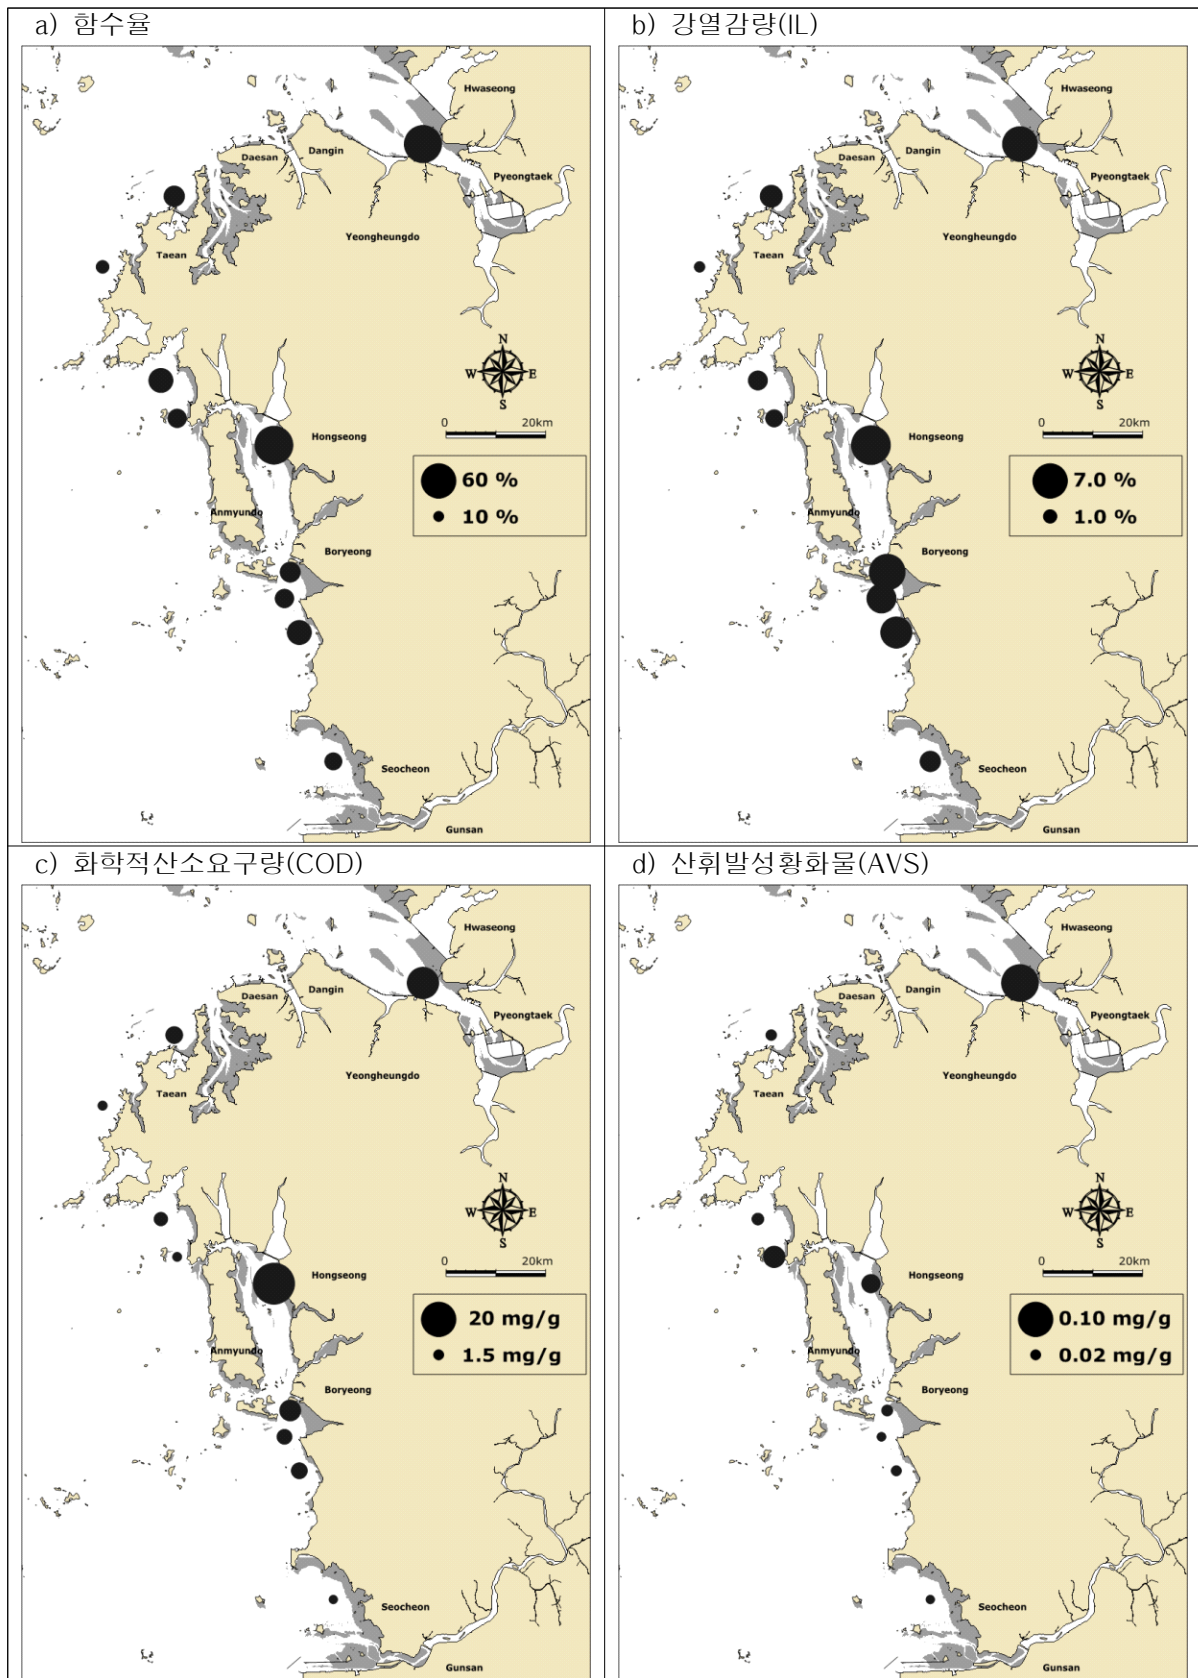 a) 함수율
Hwaseong
Daesan
Dangin
Pyeongtaek
Yeongheungdo
Taean
N
W E
S
0 20km
Hongseong
60 %
10 %
Anmyundo
Boryeong
Seocheon
Gunsan
b) 강열감량(IL)
Hwaseong
Daesan
Dangin
Pyeongtaek
Yeongheungdo
Taean
N
W E
S
0 20km
Hongseong
7.0 %
1.0 %
Anmyundo
Boryeong
Seocheon
Gunsan
c) 화학적산소요구량(COD)
Hwaseong
Daesan
Dangin
Pyeongtaek
Yeongheungdo
Taean
N
W E
S
0 20km
Hongseong
20 mg/g
1.5 mg/g
Anmyundo
Boryeong
Seocheon
Gunsan
d) 산휘발성황화물(AVS)
Hwaseong
Daesan
Dangin
Pyeongtaek
Yeongheungdo
Taean
N
W E
S
0 20km
Hongseong
0.10 mg/g
0.02 mg/g
Anmyundo
Boryeong
Seocheon
Gunsan